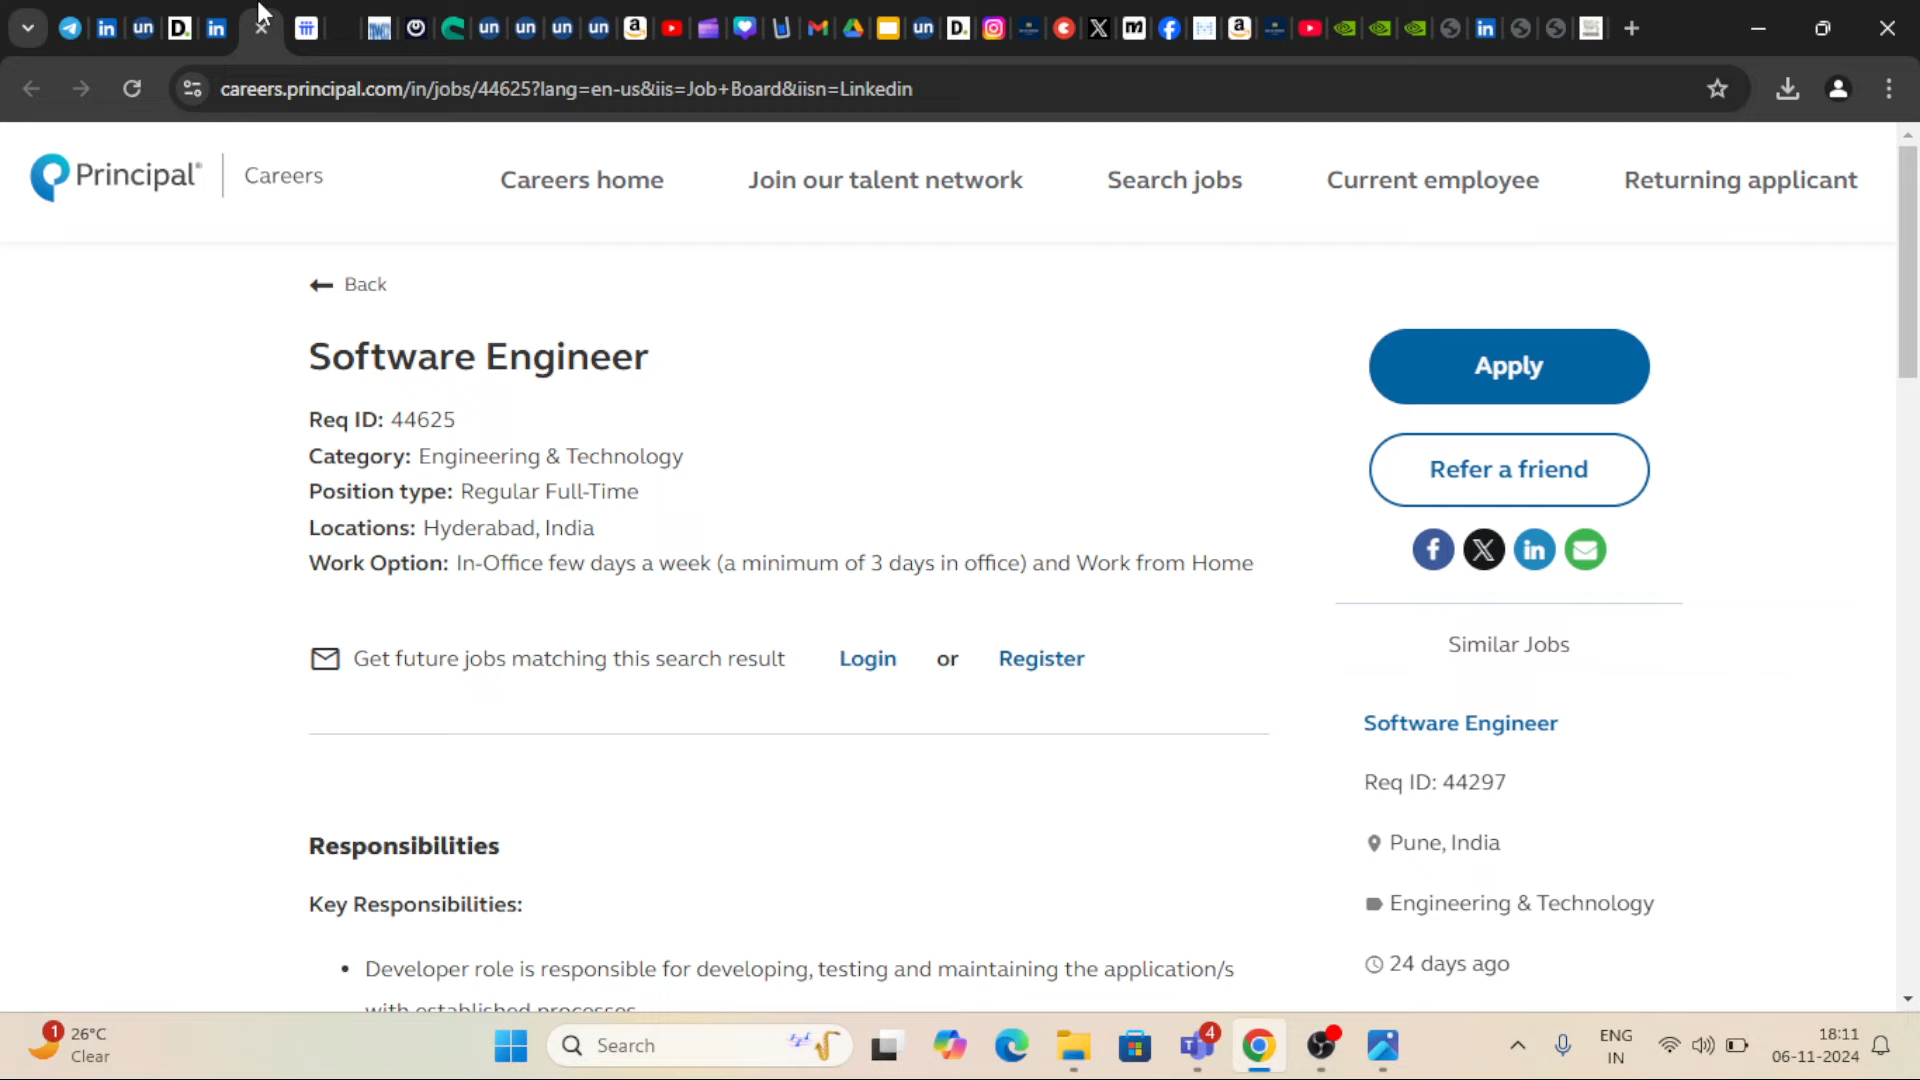 careers.principal.com/in/jobs/44625?lang=en-us&iis=Job+Board&iisn=Linkedin
Principal® Careers
Careers home
Join our talent network
Search jobs
Current employee
Returning applicant
Back
Software Engineer
Req ID: 44625
Category: Engineering & Technology
Position type: Regular Full-Time
Locations: Hyderabad, India
Work Option: In-Office few days a week (a minimum of 3 days in office) and Work from Home
Get future jobs matching this search result Login or Register
Responsibilities
Key Responsibilities:
• Developer role is responsible for developing, testing and maintaining the application/s
with established processes
Apply
Refer a friend
Similar Jobs
Software Engineer
Req ID: 44297
Pune, India
Engineering & Technology
24 days ago
1
26°C
Clear
Search
4
ENG
IN
18:11
06-11-2024